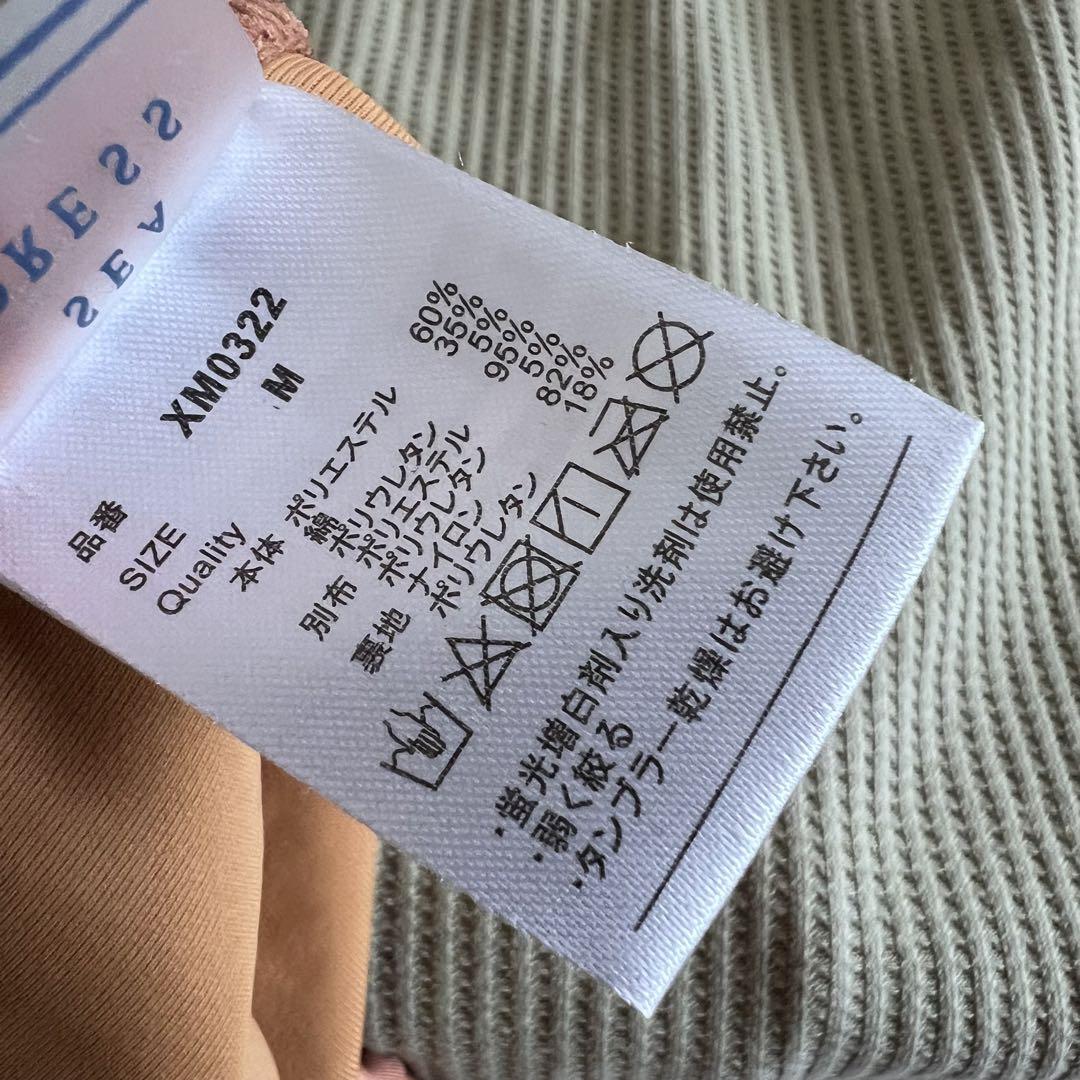 品番 XM0322
SIZE M
Quality
本体 ポリエステル 60%
綿 35%
ポリウレタン 5%
別布 ポリエステル 95%
ポリウレタン 5%
裏地 ナイロン 82%
ポリウレタン 18%
・蛍光増白剤入り洗剤は使用禁止。
・弱く絞る
・タンブラー乾燥はお避け下さい。